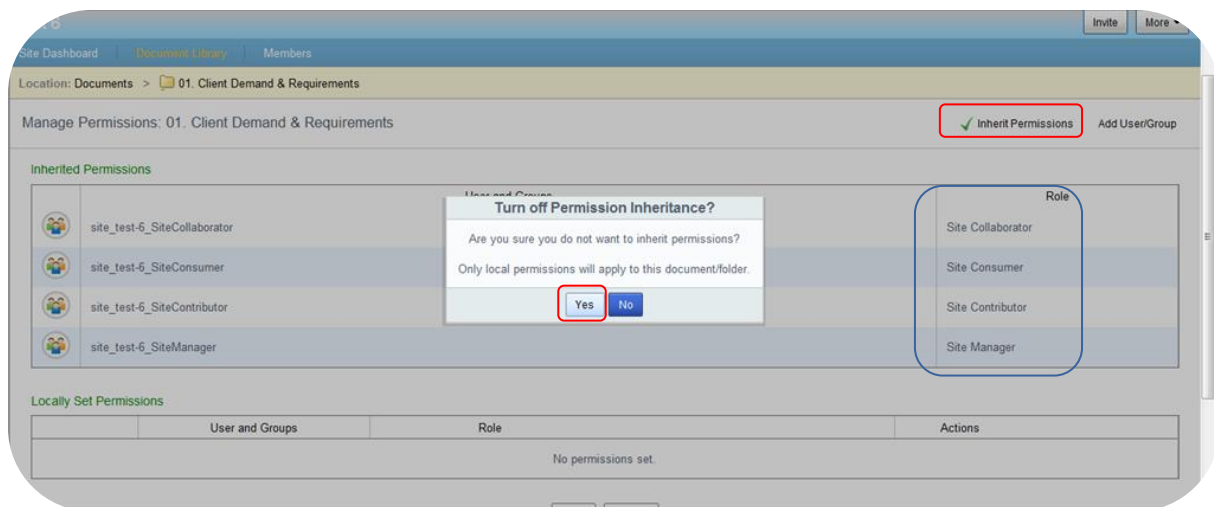 Invite More
Site Dashboard Document Library Members
Location: Documents > 01. Client Demand & Requirements
Manage Permissions: 01. Client Demand & Requirements Inherit Permissions Add User/Group
Inherited Permissions
User and Groups Role
site_test-6_SiteCollaborator Site Collaborator
site_test-6_SiteConsumer Site Consumer
site_test-6_SiteContributor Site Contributor
site_test-6_SiteManager Site Manager
Turn off Permission Inheritance?
Are you sure you do not want to inherit permissions?
Only local permissions will apply to this document/folder.
Yes No
Locally Set Permissions
User and Groups Role Actions
No permissions set.